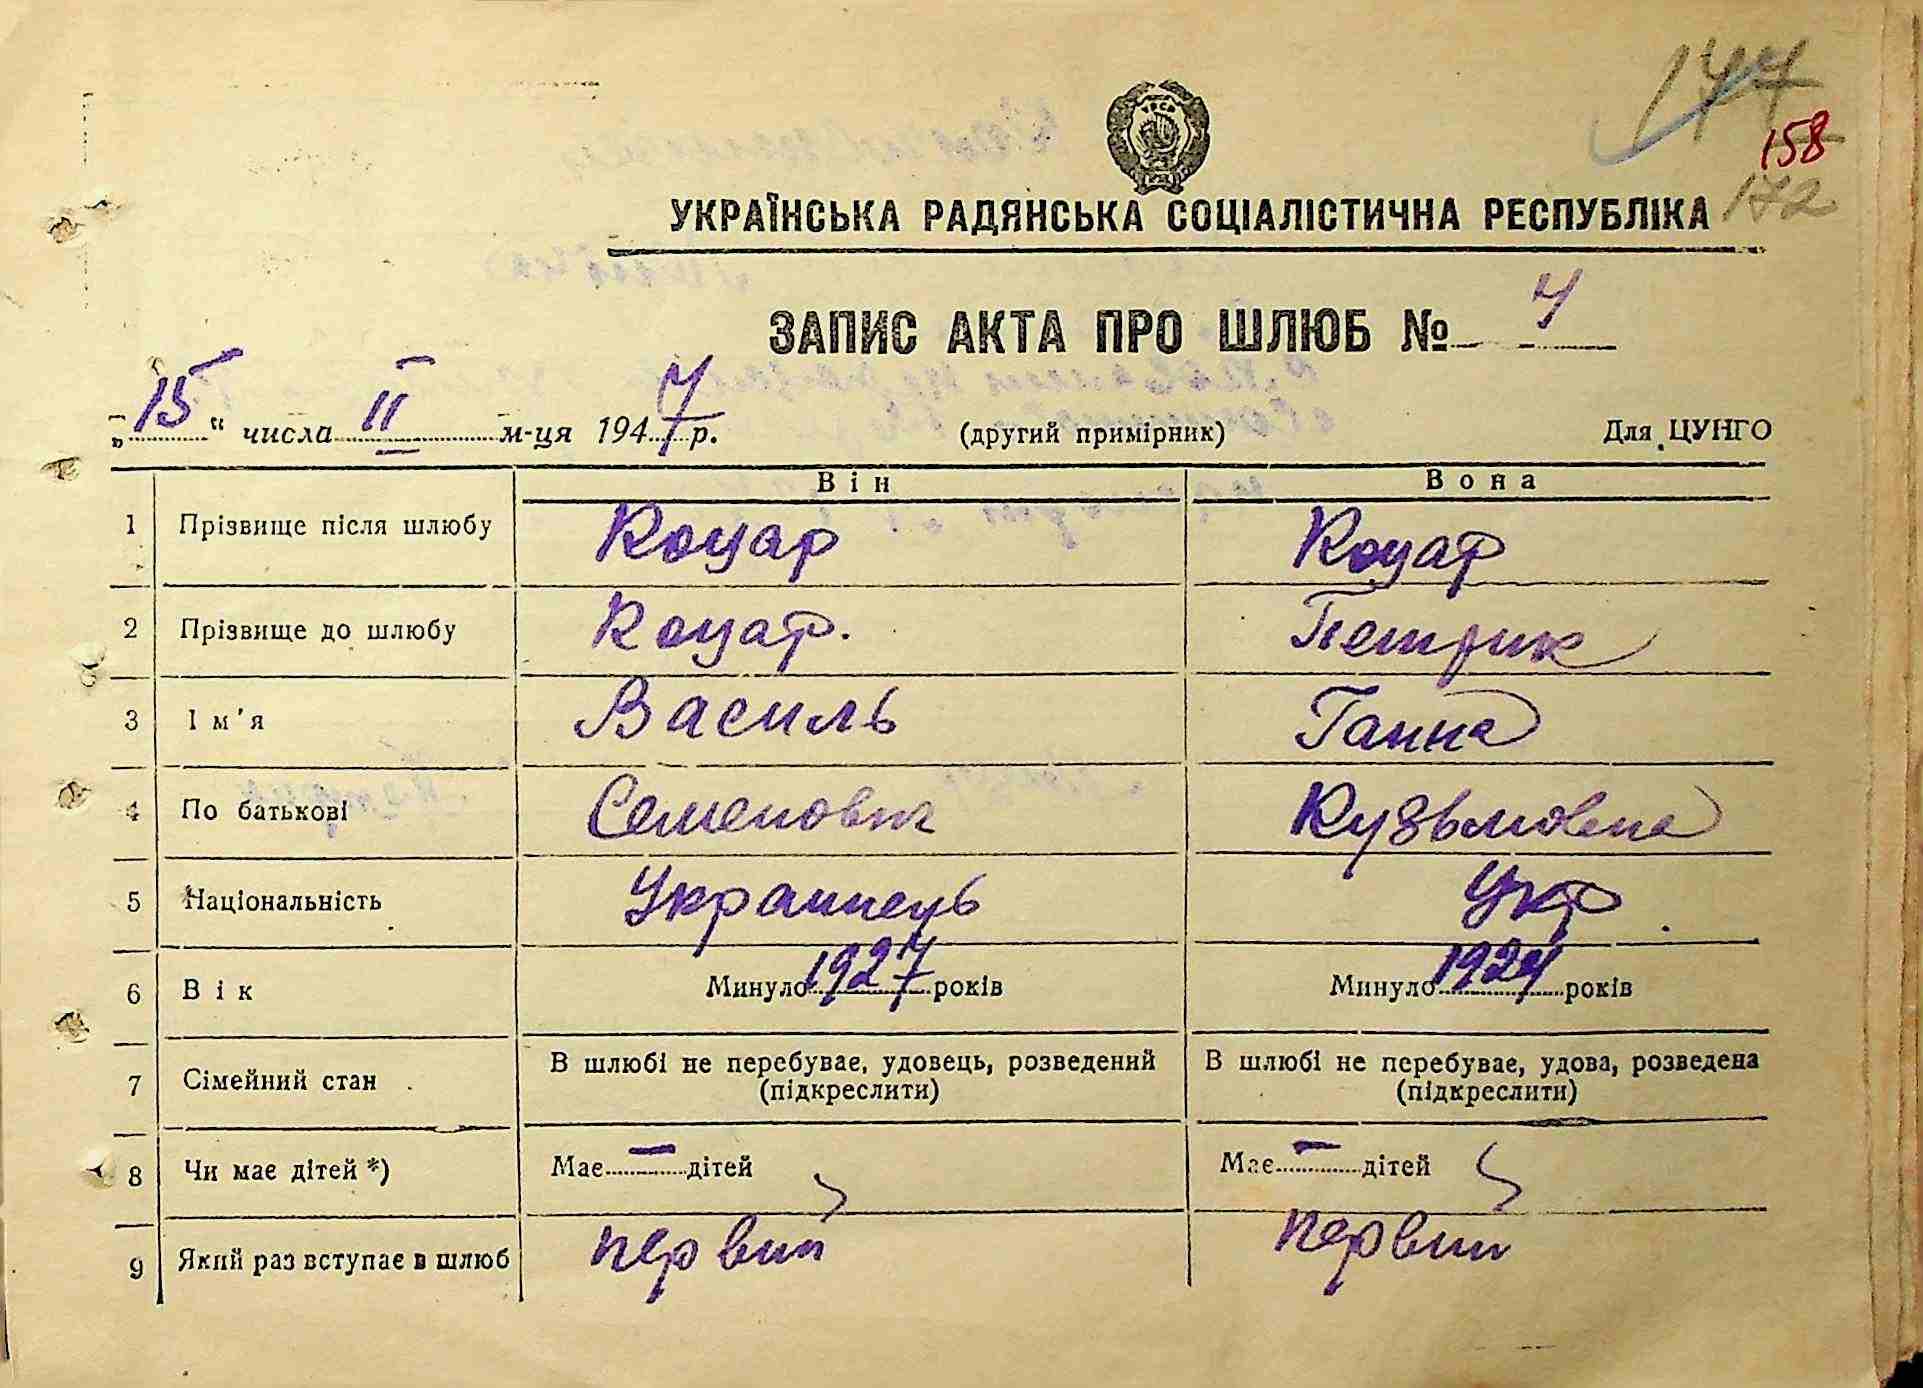 144
158
172
УКРАЇНСЬКА РАДЯНСЬКА СОЦІАЛІСТИЧНА РЕСПУБЛІКА
ЗАПИС АКТА ПРО ШЛЮБ № 4
„15“ числа II м-ця 1947 р. (другий примірник) Для ЦУНГО
Він Вона
1 Прізвище після шлюбу Коцар Коцар
2 Прізвище до шлюбу Коцар. Петрик
3 Ім'я Василь Ганна
4 По батькові Семенович Кузьмовна
5 Національність Украинець Укр
6 Вік Минуло 1927 років Минуло 1924 років
7 Сімейний стан В шлюбі не перебуває, удовець, розведений (підкреслити) В шлюбі не перебуває, удова, розведена (підкреслити)
8 Чи має дітей *) Має — дітей Має — дітей
9 Який раз вступає в шлюб первий первий